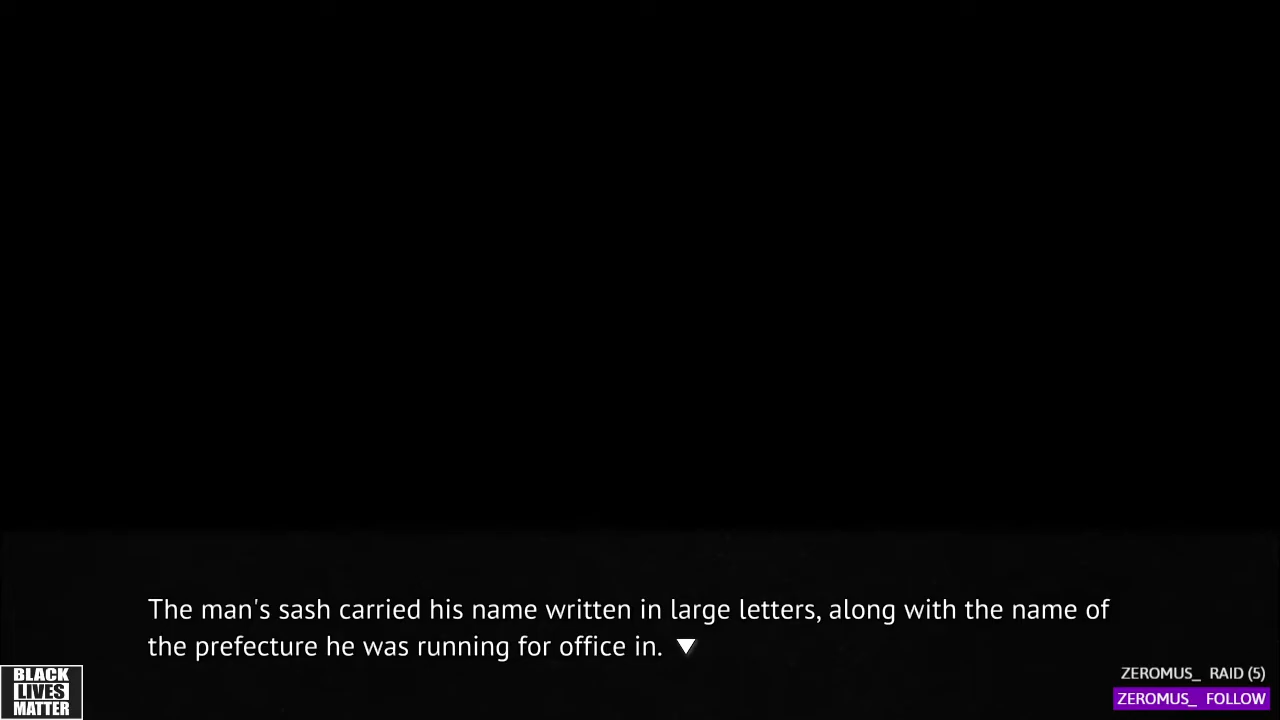 The man's sash carried his name written in large letters, along with the name of
the prefecture he was running for office in.
BLACK
LIVES
MATTER
ZEROMUS_ RAID (5)
ZEROMUS_ FOLLOW